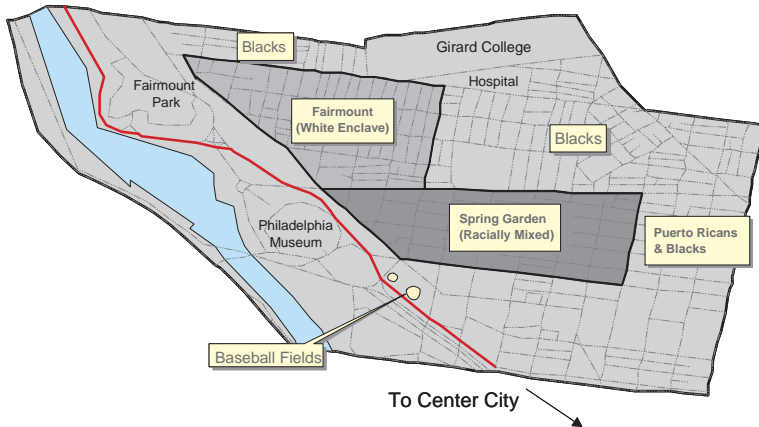 Blacks
Girard College
Hospital
Fairmount
Park
Fairmount
(White Enclave)
Blacks
Philadelphia
Museum
Spring Garden
(Racially Mixed)
Puerto Ricans
& Blacks
Baseball Fields
To Center City